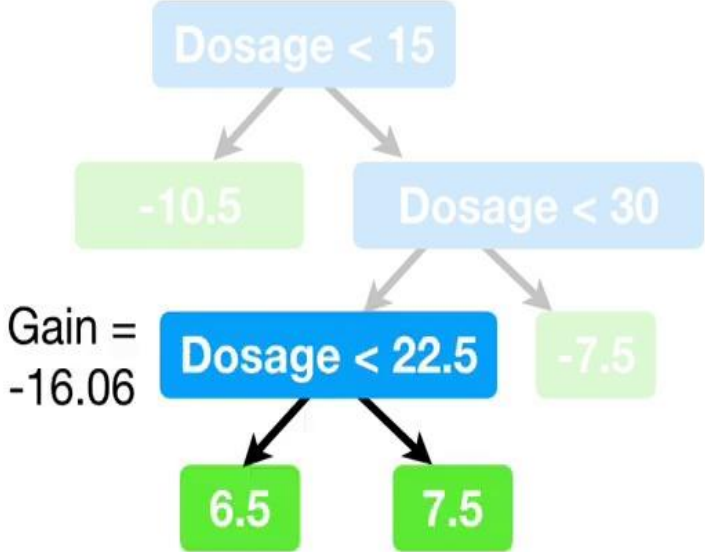 Dosage < 15
-10.5
Dosage < 30
Gain =
-16.06
Dosage < 22.5
-7.5
6.5
7.5